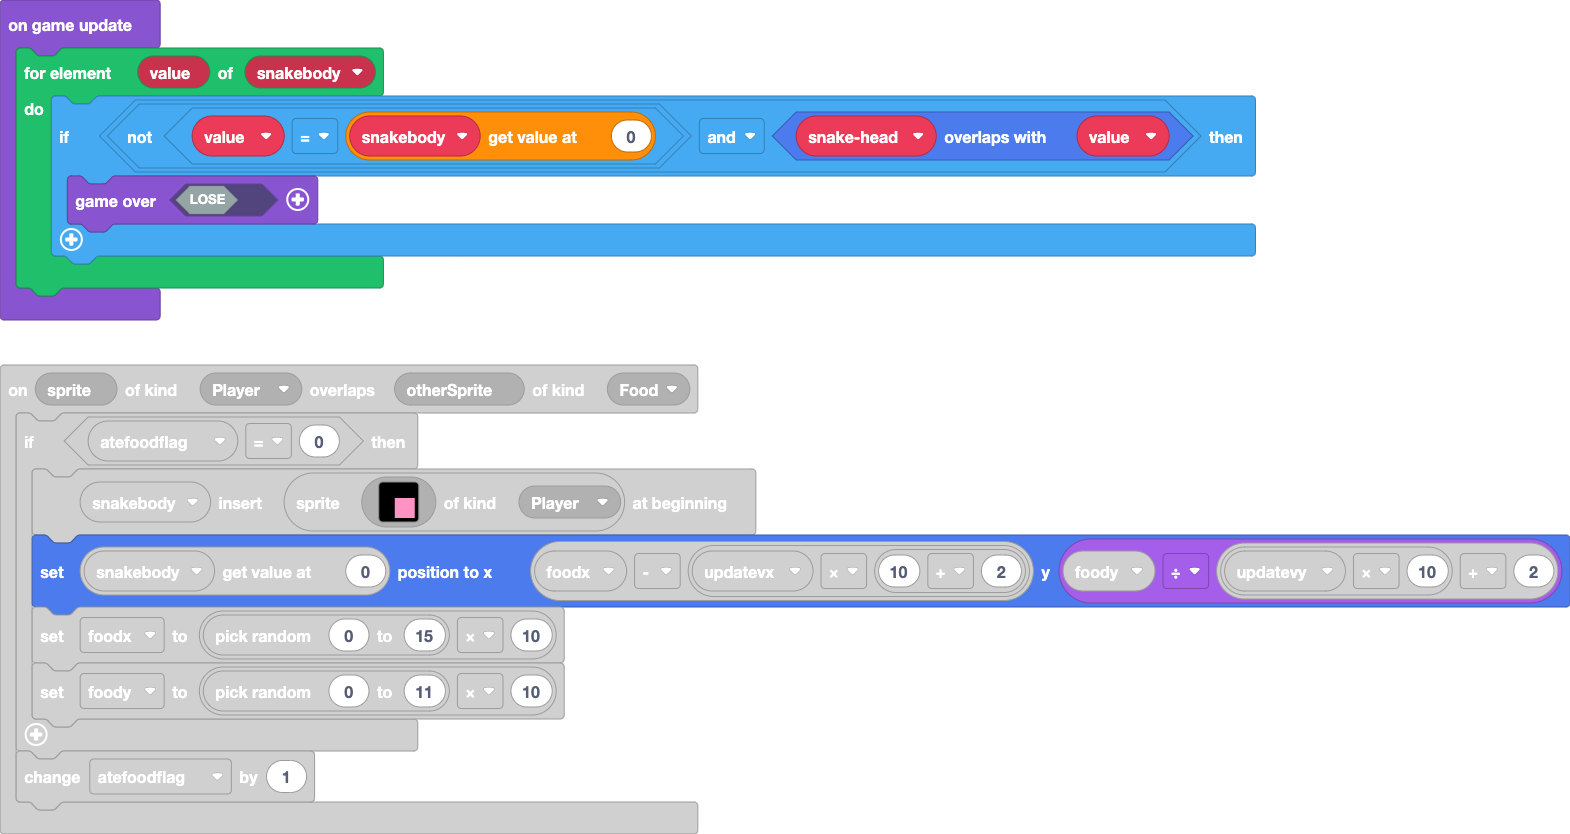 on game update
for element value of snakebody
do
if not value = snakebody get value at 0 and snake-head overlaps with value then
game over LOSE
on sprite of kind Player overlaps otherSprite of kind Food
if atefoodflag = 0 then
snakebody insert sprite of kind Player at beginning
set snakebody get value at 0 position to x foodx - updatevx × 10 + 2 y foody ÷ updatevy × 10 + 2
set foodx to pick random 0 to 15 × 10
set foody to pick random 0 to 11 × 10
change atefoodflag by 1